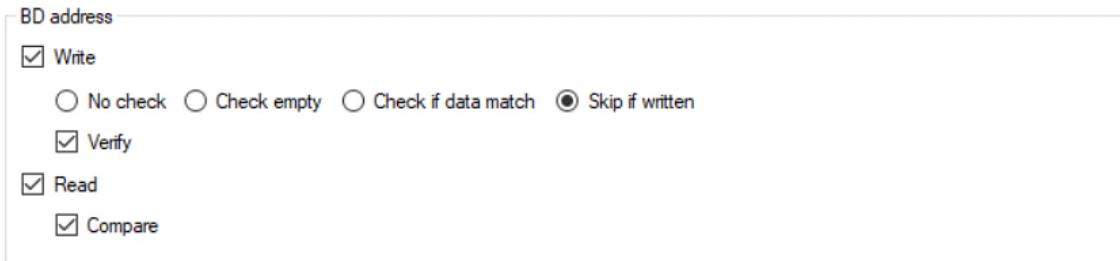 BD address
Write
No check Check empty Check if data match Skip if written
Verify
Read
Compare